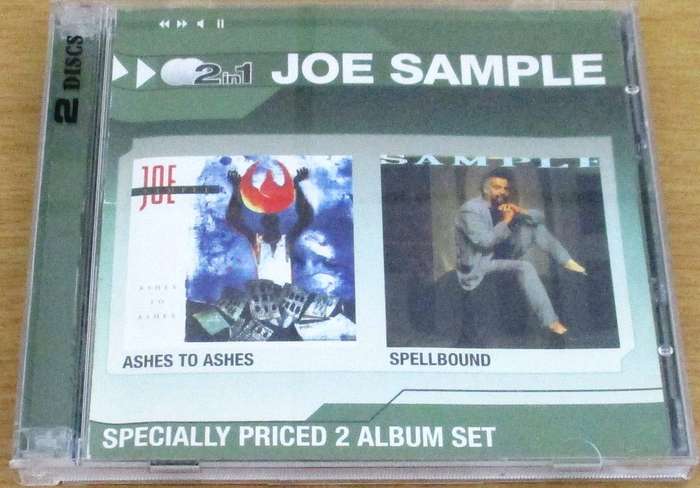 2 DISCS
2in1 JOE SAMPLE
JOE
SAMPLE
ASHES
TO
ASHES
SAMPLE
ASHES TO ASHES
SPELLBOUND
SPECIALLY PRICED 2 ALBUM SET